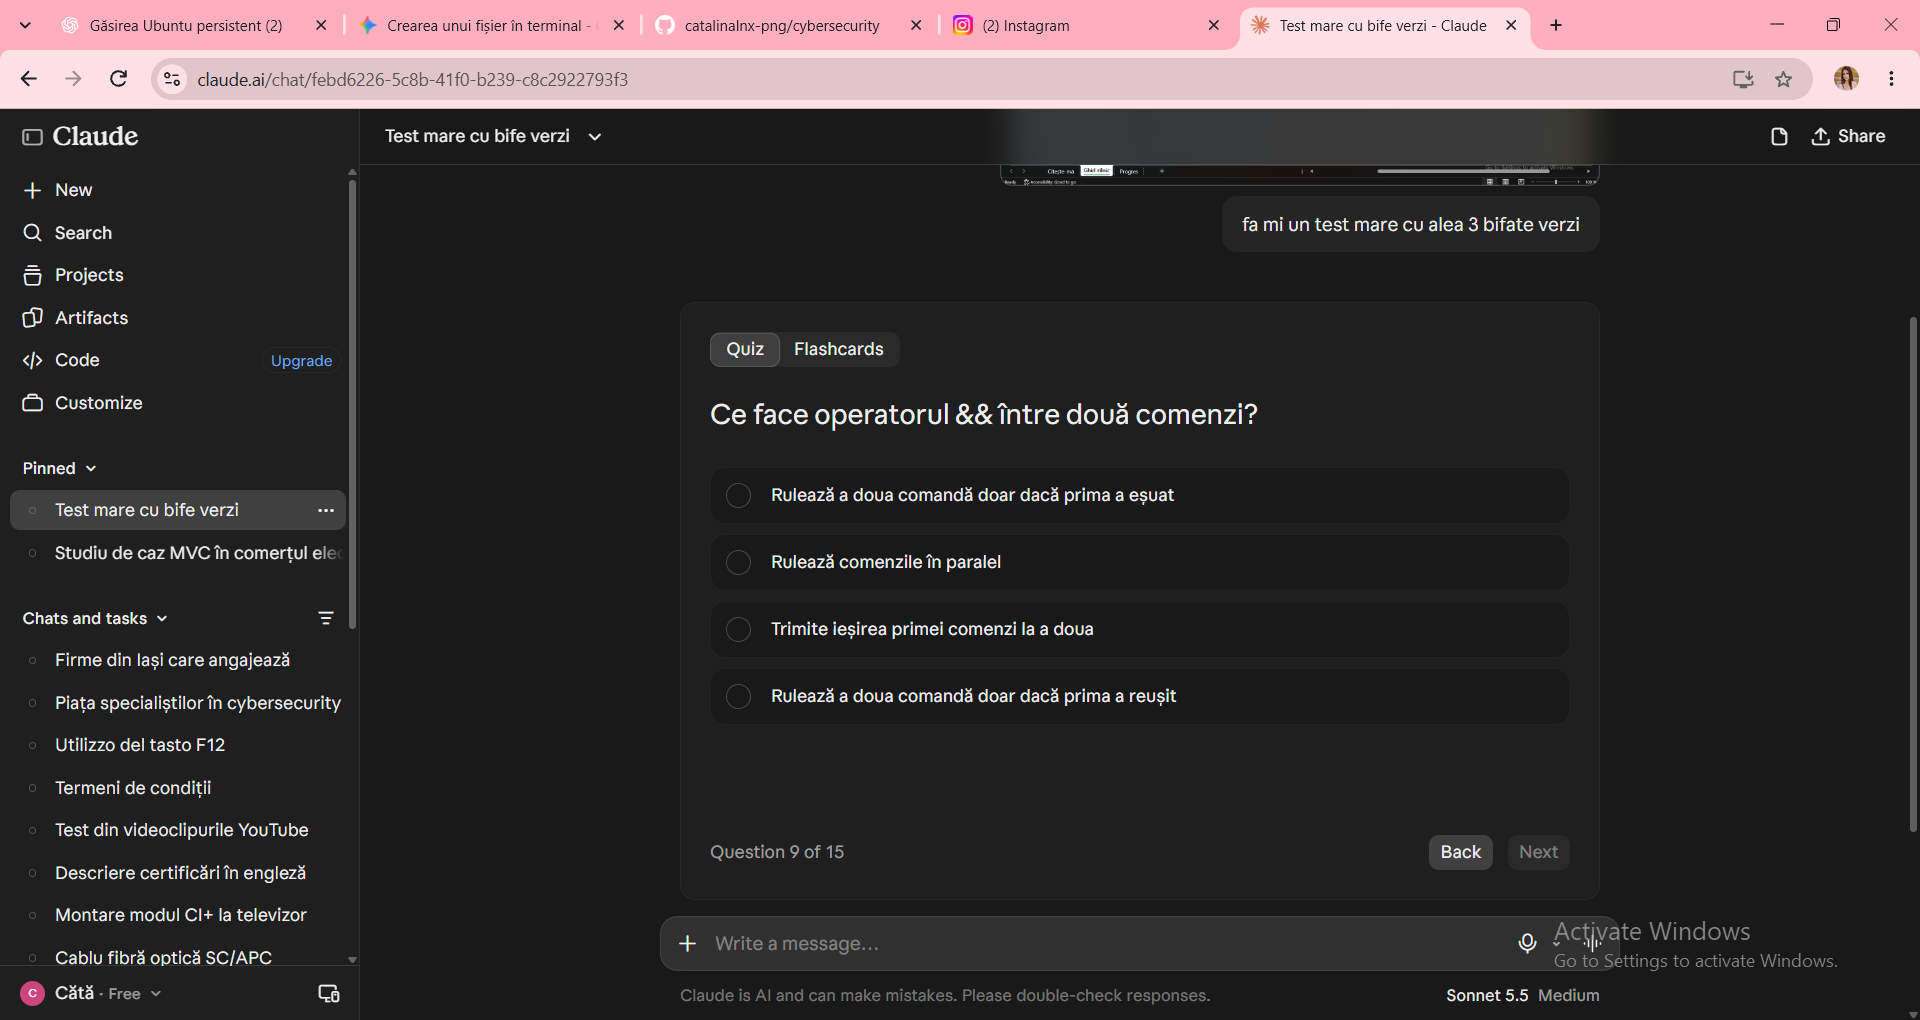 Găsirea Ubuntu persistent (2)
Crearea unui fișier în terminal -
catalinalnx-png/cybersecurity
(2) Instagram
Test mare cu bife verzi - Claude
claude.ai/chat/febd6226-5c8b-41f0-b239-c8c2922793f3
Claude
Test mare cu bife verzi
Share
New
Search
Projects
Artifacts
Code
Upgrade
Customize
Pinned
Test mare cu bife verzi
Studiu de caz MVC în comerțul ele
Chats and tasks
Firme din Iași care angajează
Piața specialiștilor în cybersecurity
Utilizzo del tasto F12
Termeni de condiții
Test din videoclipurile YouTube
Descriere certificări în engleză
Montare modul CI+ la televizor
Cablu fibră optică SC/APC
C
Cătă · Free
Citește-mă
Ghid zilnic
Progres
fa mi un test mare cu alea 3 bifate verzi
Quiz
Flashcards
Ce face operatorul && între două comenzi?
Rulează a doua comandă doar dacă prima a eșuat
Rulează comenzile în paralel
Trimite ieșirea primei comenzi la a doua
Rulează a doua comandă doar dacă prima a reușit
Question 9 of 15
Back
Next
Write a message...
Activate Windows
Go to Settings to activate Windows.
Claude is AI and can make mistakes. Please double-check responses.
Sonnet 5.5 Medium